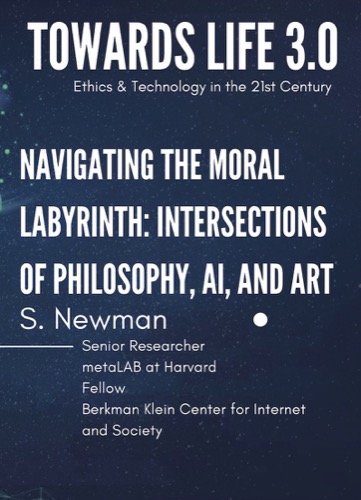 TOWARDS LIFE 3.0
Ethics & Technology in the 21st Century
NAVIGATING THE MORAL
LABYRINTH: INTERSECTIONS
OF PHILOSOPHY, AI, AND ART
S. Newman
Senior Researcher
metaLAB at Harvard
Fellow
Berkman Klein Center for Internet
and Society